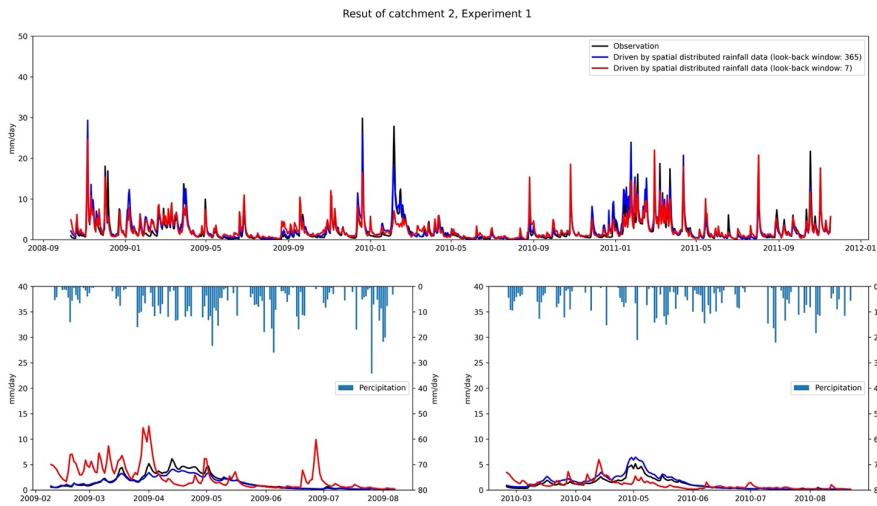 Resut of catchment 2, Experiment 1
50
40
30
20
10
0
mm/day
Observation
Driven by spatial distributed rainfall data (look-back window: 365)
Driven by spatial distributed rainfall data (look-back window: 7)
2008-09 2009-01 2009-05 2009-09 2010-01 2010-05 2010-09 2011-01 2011-05 2011-09 2012-01
40
35
30
25
20
15
10
5
0
mm/day
Percipitation
0
10
20
30
40
50
60
70
80
mm/day
2009-02 2009-03 2009-04 2009-05 2009-06 2009-07 2009-08
40
35
30
25
20
15
10
5
0
mm/day
Percipitation
2010-03 2010-04 2010-05 2010-06 2010-07 2010-08